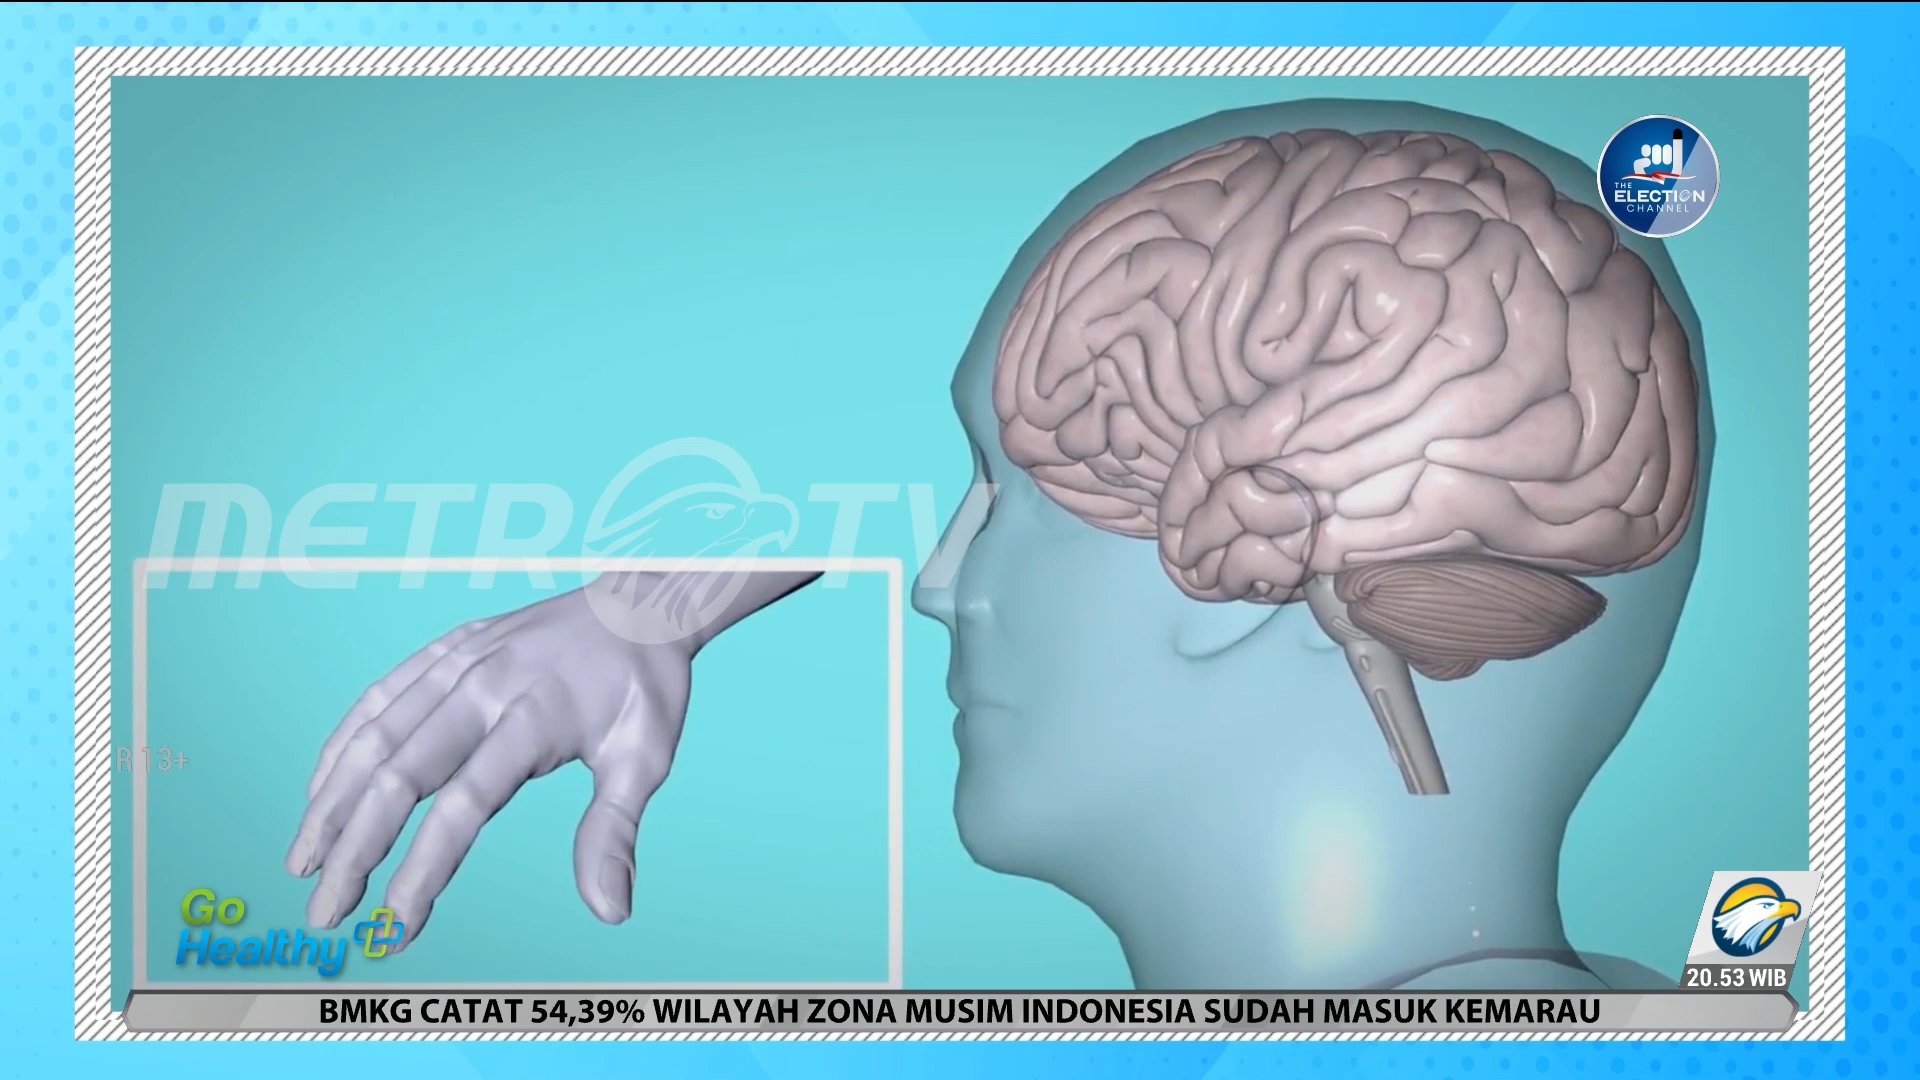 THE
ELECTION
CHANNEL
METRO TV
R 13+
Go
Healthy
20.53 WIB
BMKG CATAT 54,39% WILAYAH ZONA MUSIM INDONESIA SUDAH MASUK KEMARAU